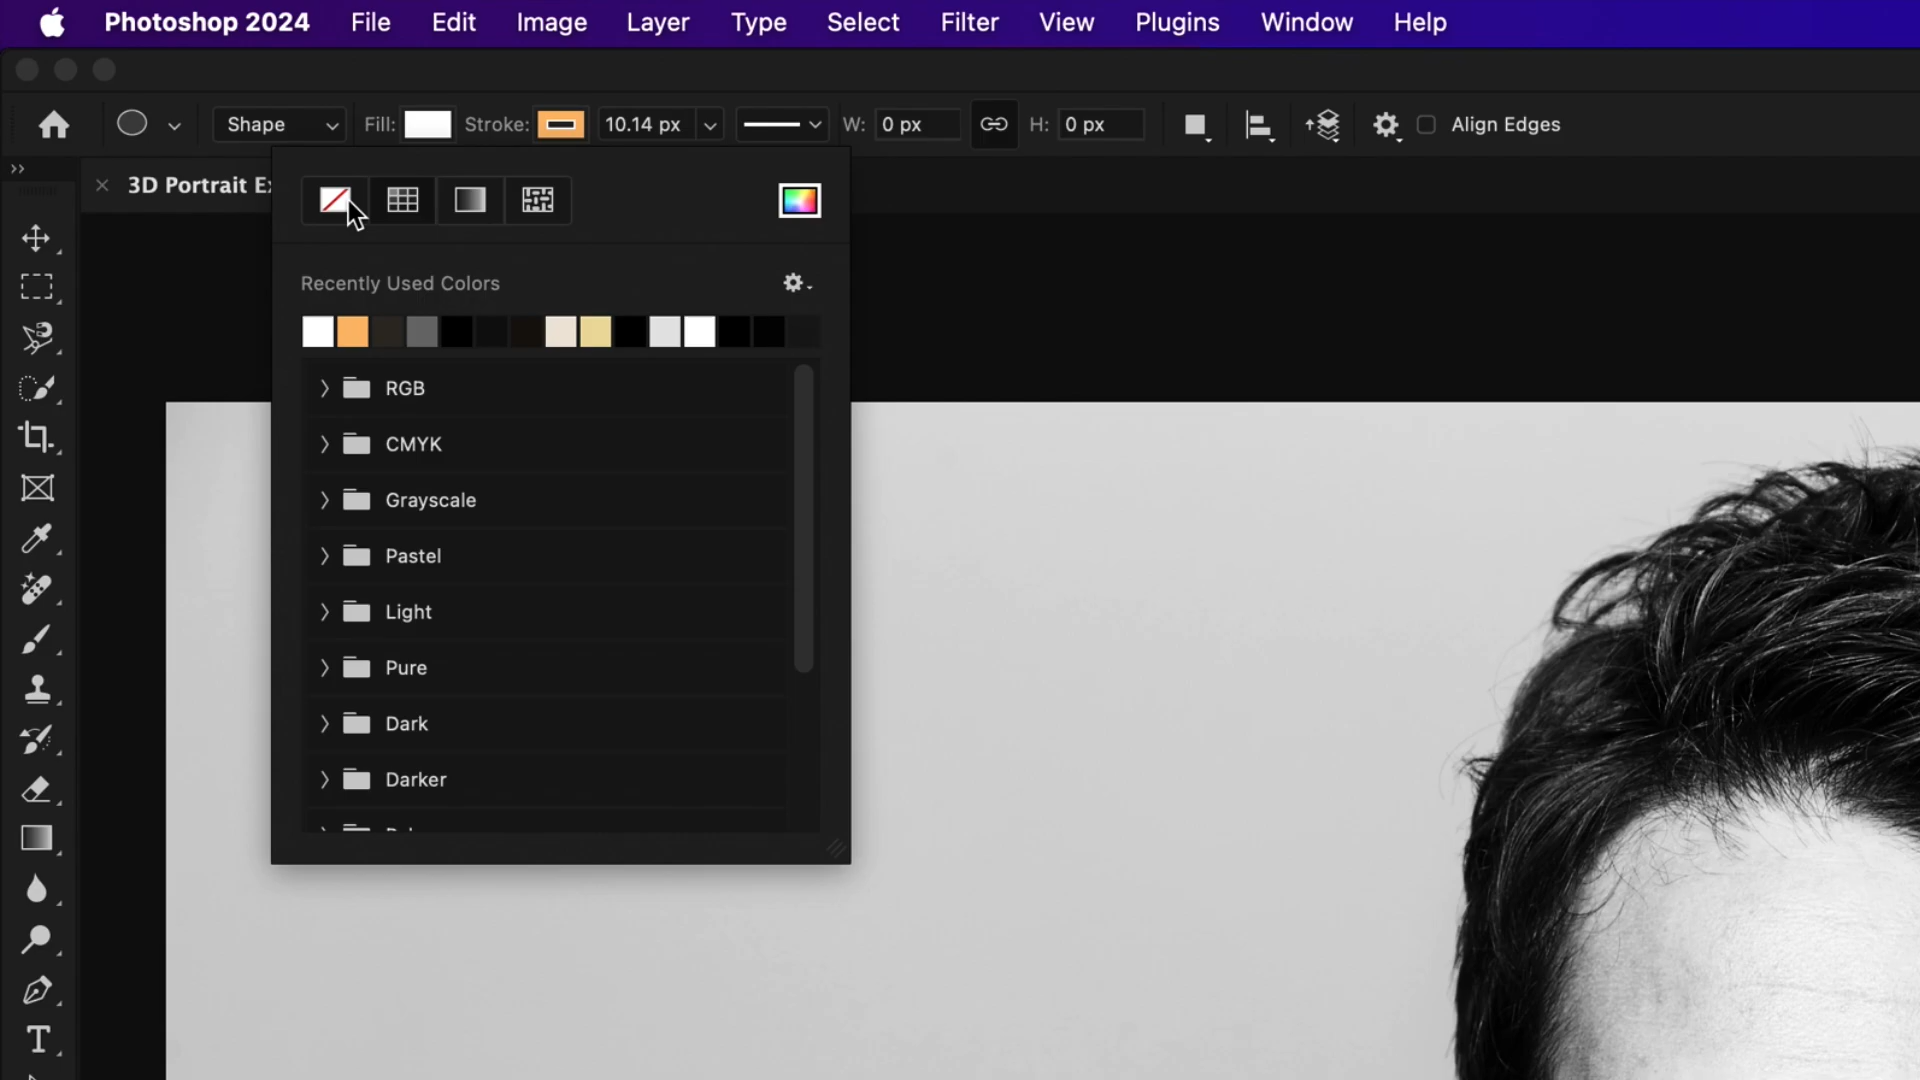 Photoshop 2024 File Edit Image Layer Type Select Filter View Plugins Window Help
Shape Fill: Stroke: 10.14 px W: 0 px H: 0 px Align Edges
3D Portrait
Recently Used Colors
RGB
CMYK
Grayscale
Pastel
Light
Pure
Dark
Darker